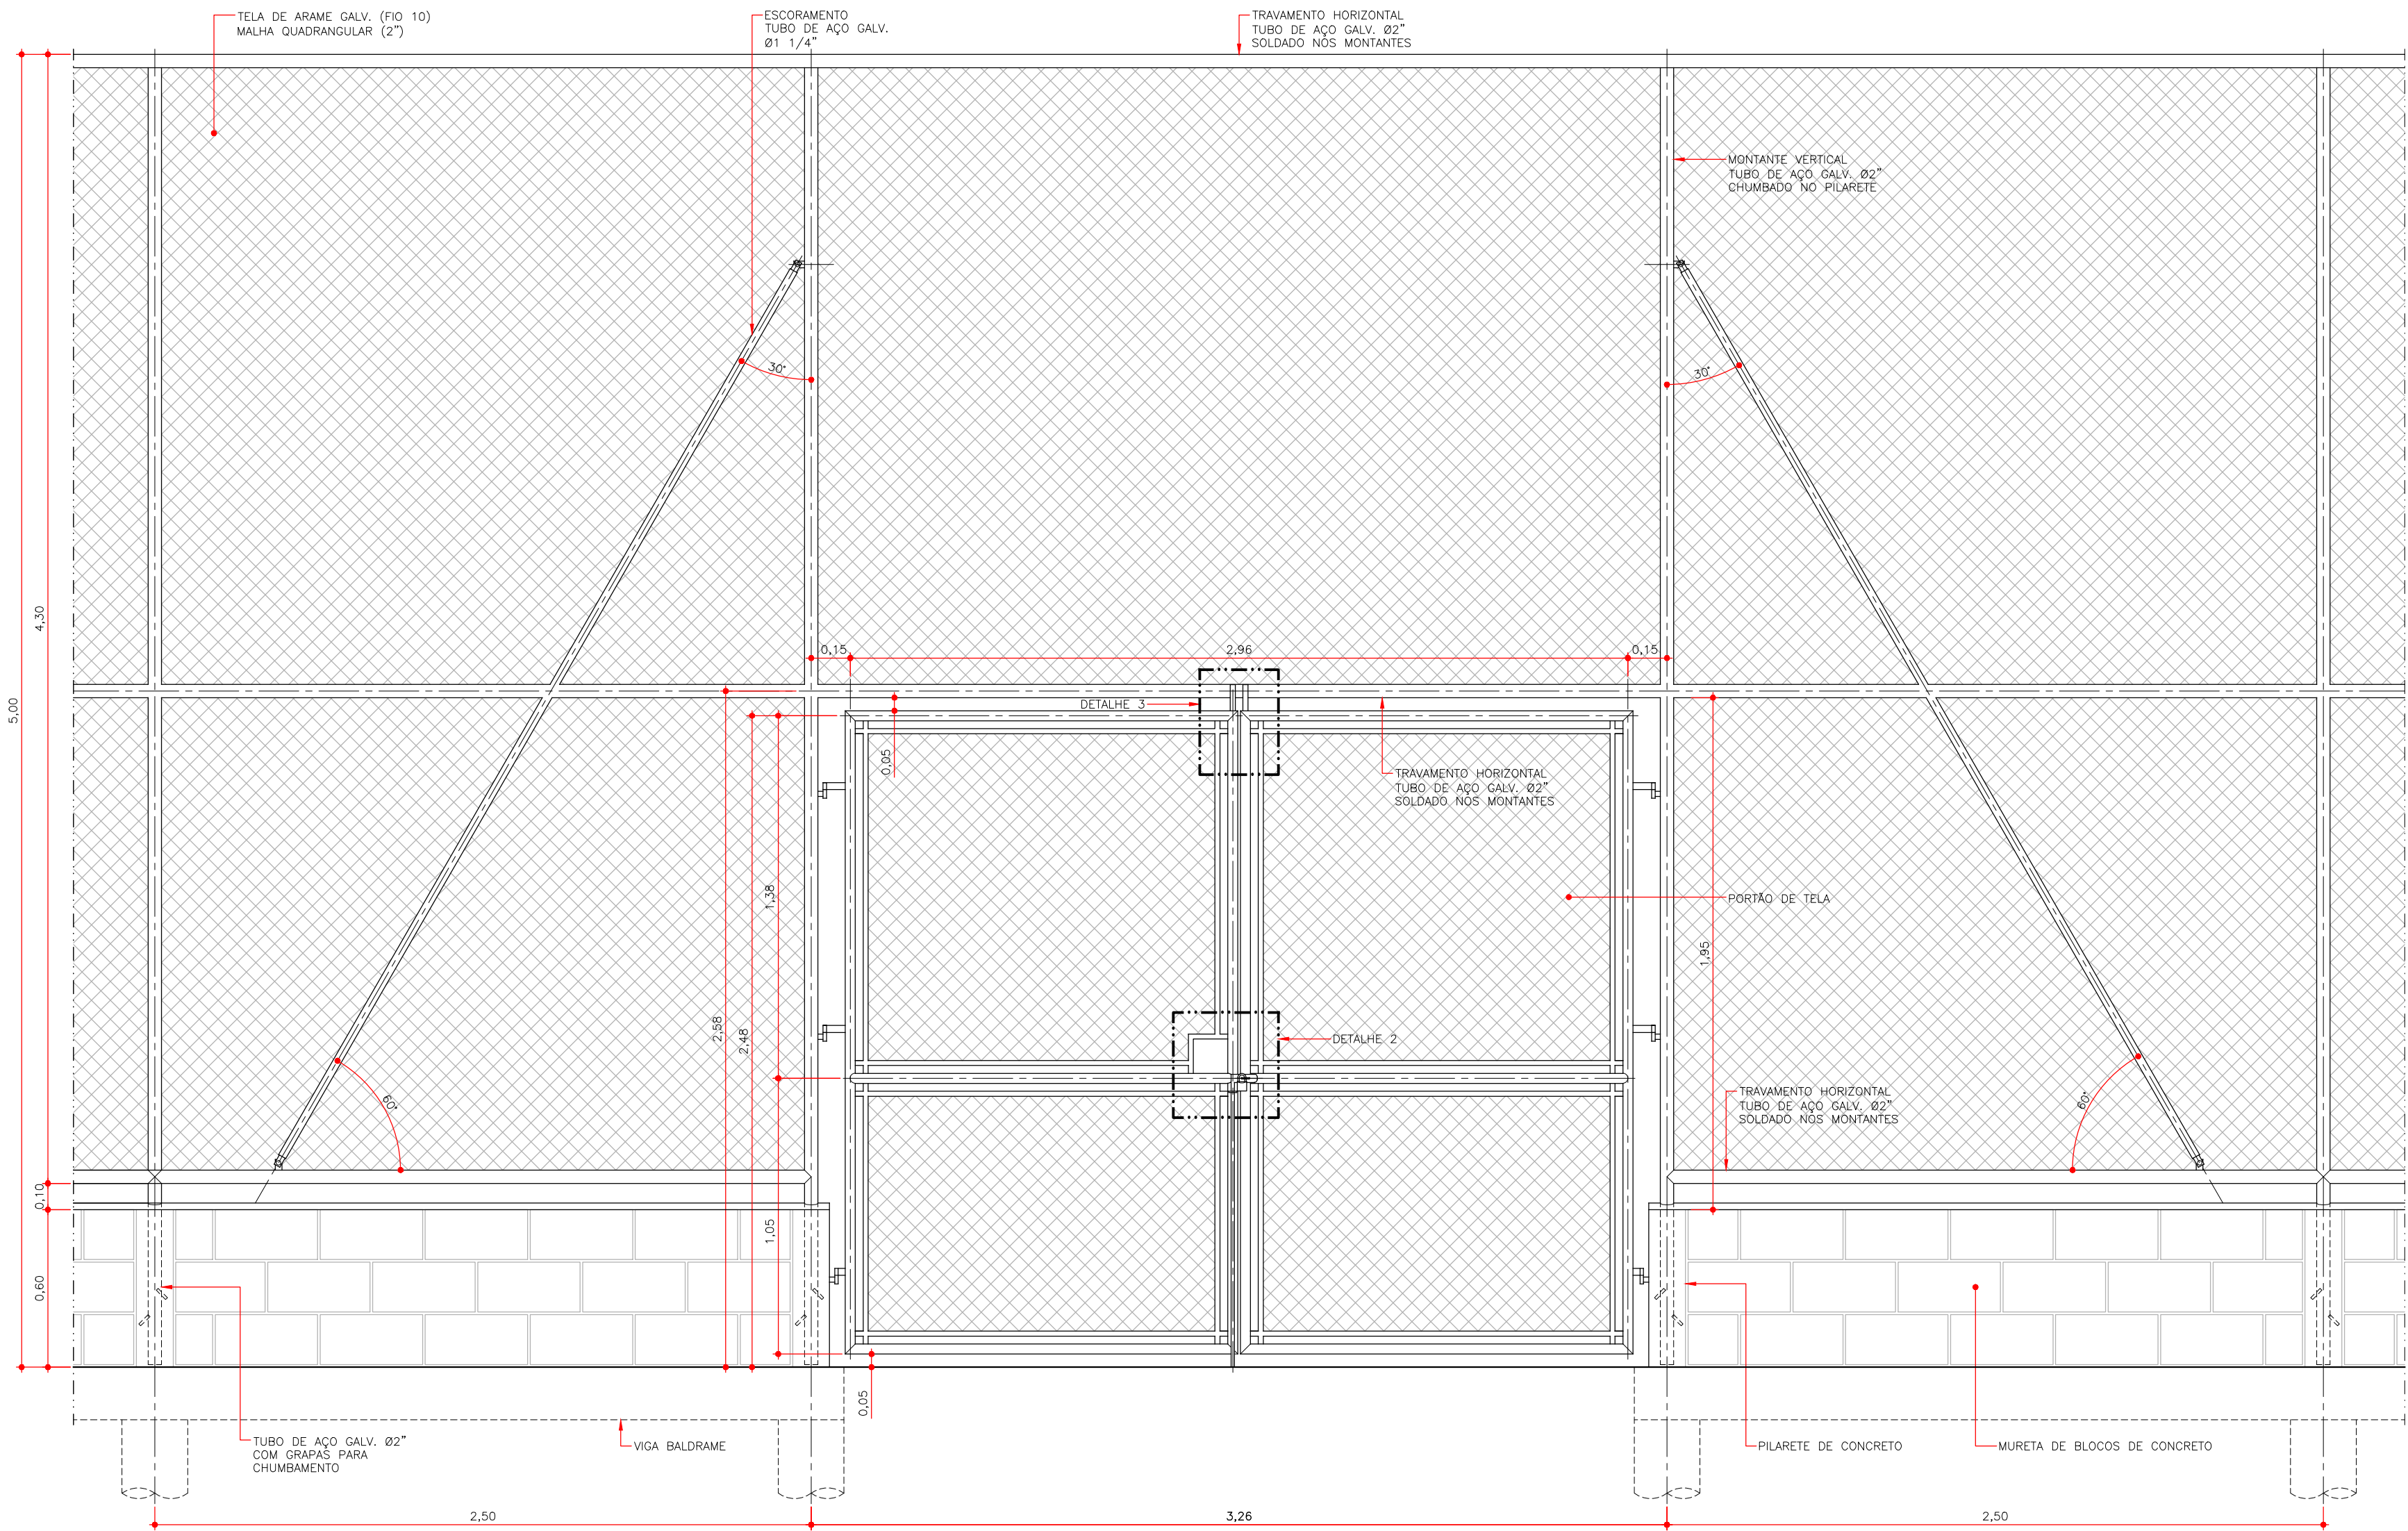 TELA DE ARAME GALV. (FIO 10)
MALHA QUADRANGULAR (2")
ESCORAMENTO
TUBO DE AÇO GALV.
Ø1 1/4"
TRAVAMENTO HORIZONTAL
TUBO DE AÇO GALV. Ø2"
SOLDADO NOS MONTANTES
MONTANTE VERTICAL
TUBO DE AÇO GALV. Ø2"
CHUMBADO NO PILARETE
30°
30°
4,30
5,00
0,15
2,96
0,15
DETALHE 3
0,05
TRAVAMENTO HORIZONTAL
TUBO DE AÇO GALV. Ø2"
SOLDADO NOS MONTANTES
1,38
PORTÃO DE TELA
1,95
2,58
2,48
DETALHE 2
60°
TRAVAMENTO HORIZONTAL
TUBO DE AÇO GALV. Ø2"
SOLDADO NOS MONTANTES
60°
0,10
1,05
0,60
0,05
TUBO DE AÇO GALV. Ø2"
COM GRAPAS PARA
CHUMBAMENTO
VIGA BALDRAME
PILARETE DE CONCRETO
MURETA DE BLOCOS DE CONCRETO
2,50
3,26
2,50